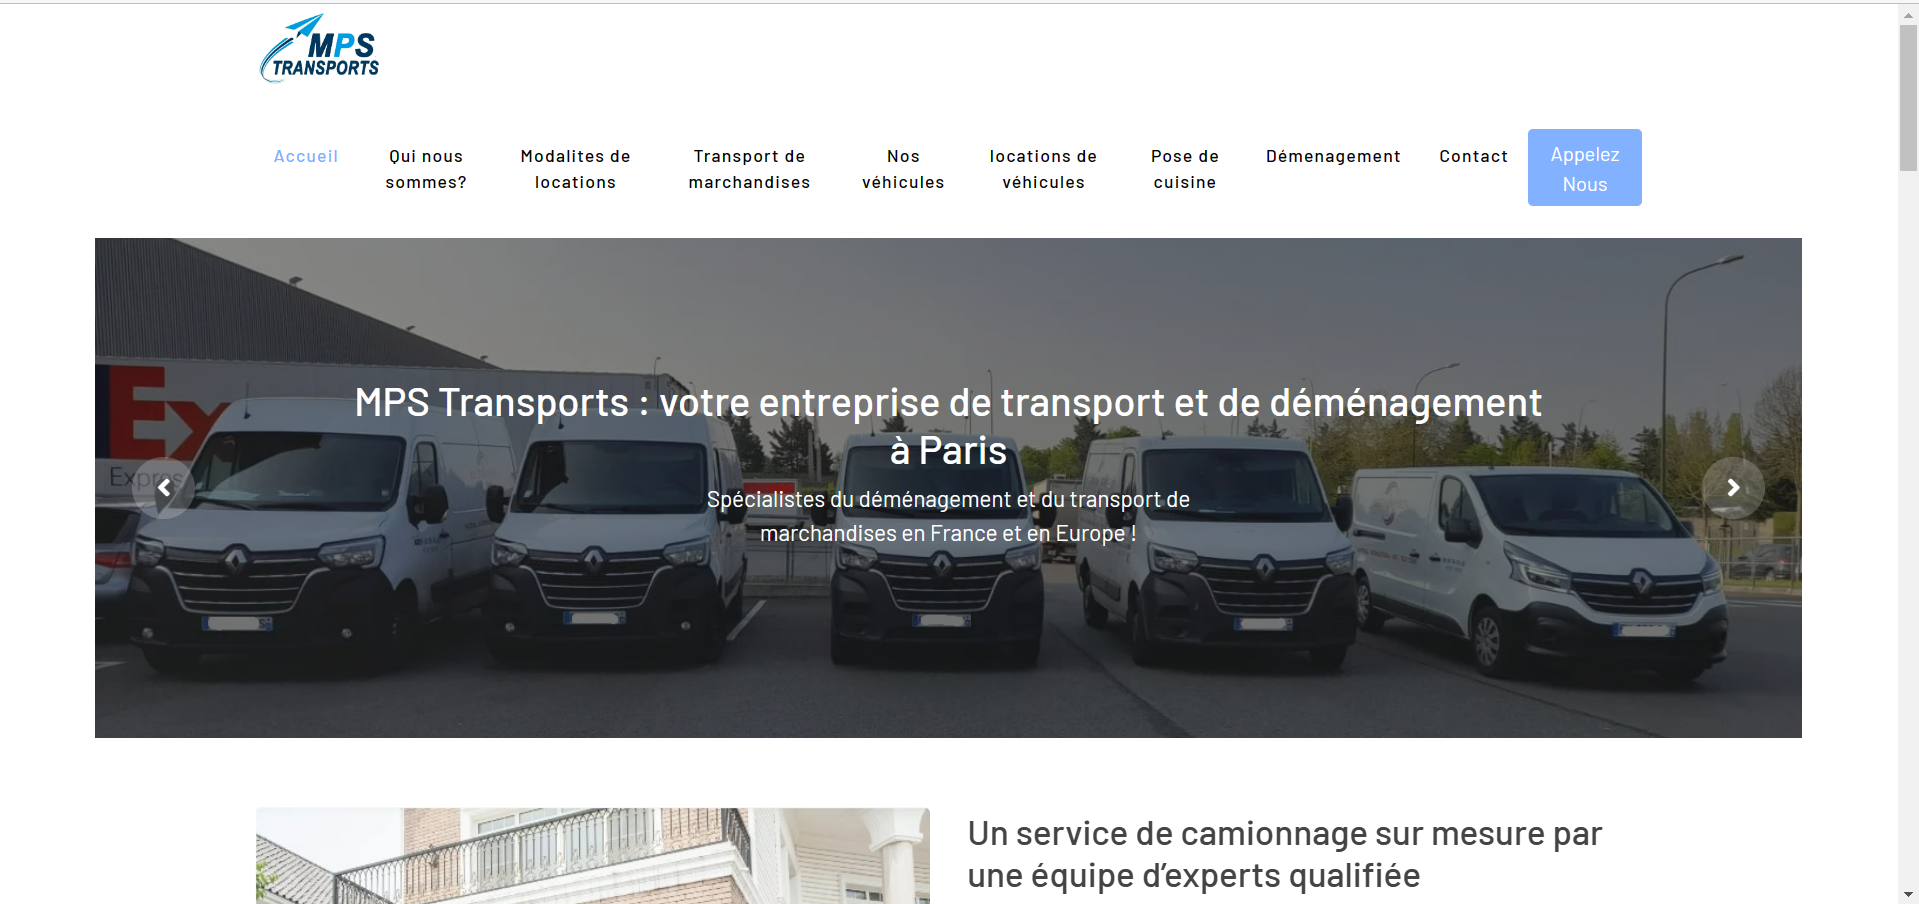 MPS
TRANSPORTS
Accueil
Qui nous
sommes?
Modalites de
locations
Transport de
marchandises
Nos
véhicules
locations de
véhicules
Pose de
cuisine
Démenagement
Contact
Appelez
Nous
Ex
Expres
MPS Transports : votre entreprise de transport et de déménagement
à Paris
Spécialistes du déménagement et du transport de
marchandises en France et en Europe !
Un service de camionnage sur mesure par
une équipe d’experts qualifiée